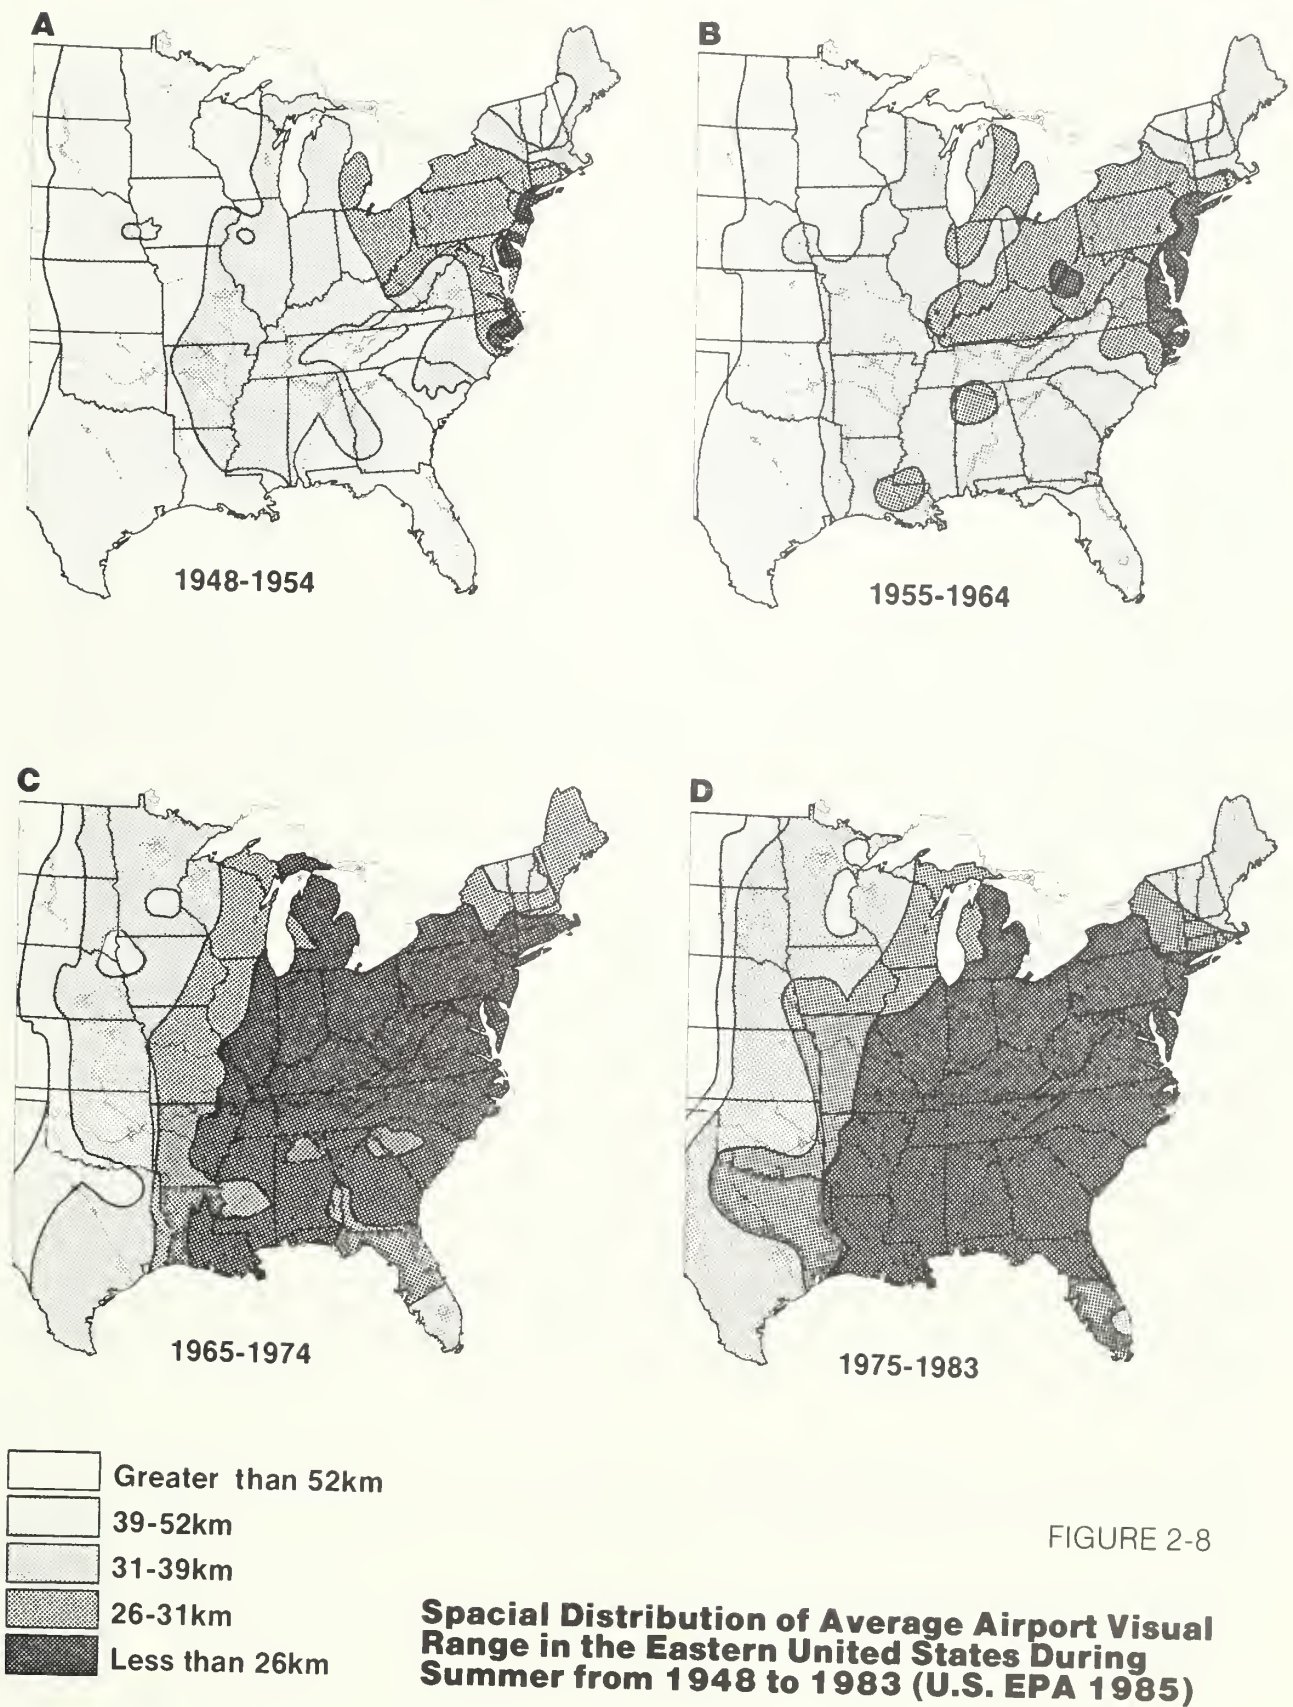 A
B
1948-1954
1955-1964
C
D
1965-1974
1975-1983
Greater than 52km
39-52km
31-39km
26-31km
Less than 26km
FIGURE 2-8
Spacial Distribution of Average Airport Visual
Range in the Eastern United States During
Summer from 1948 to 1983 (U.S. EPA 1985)